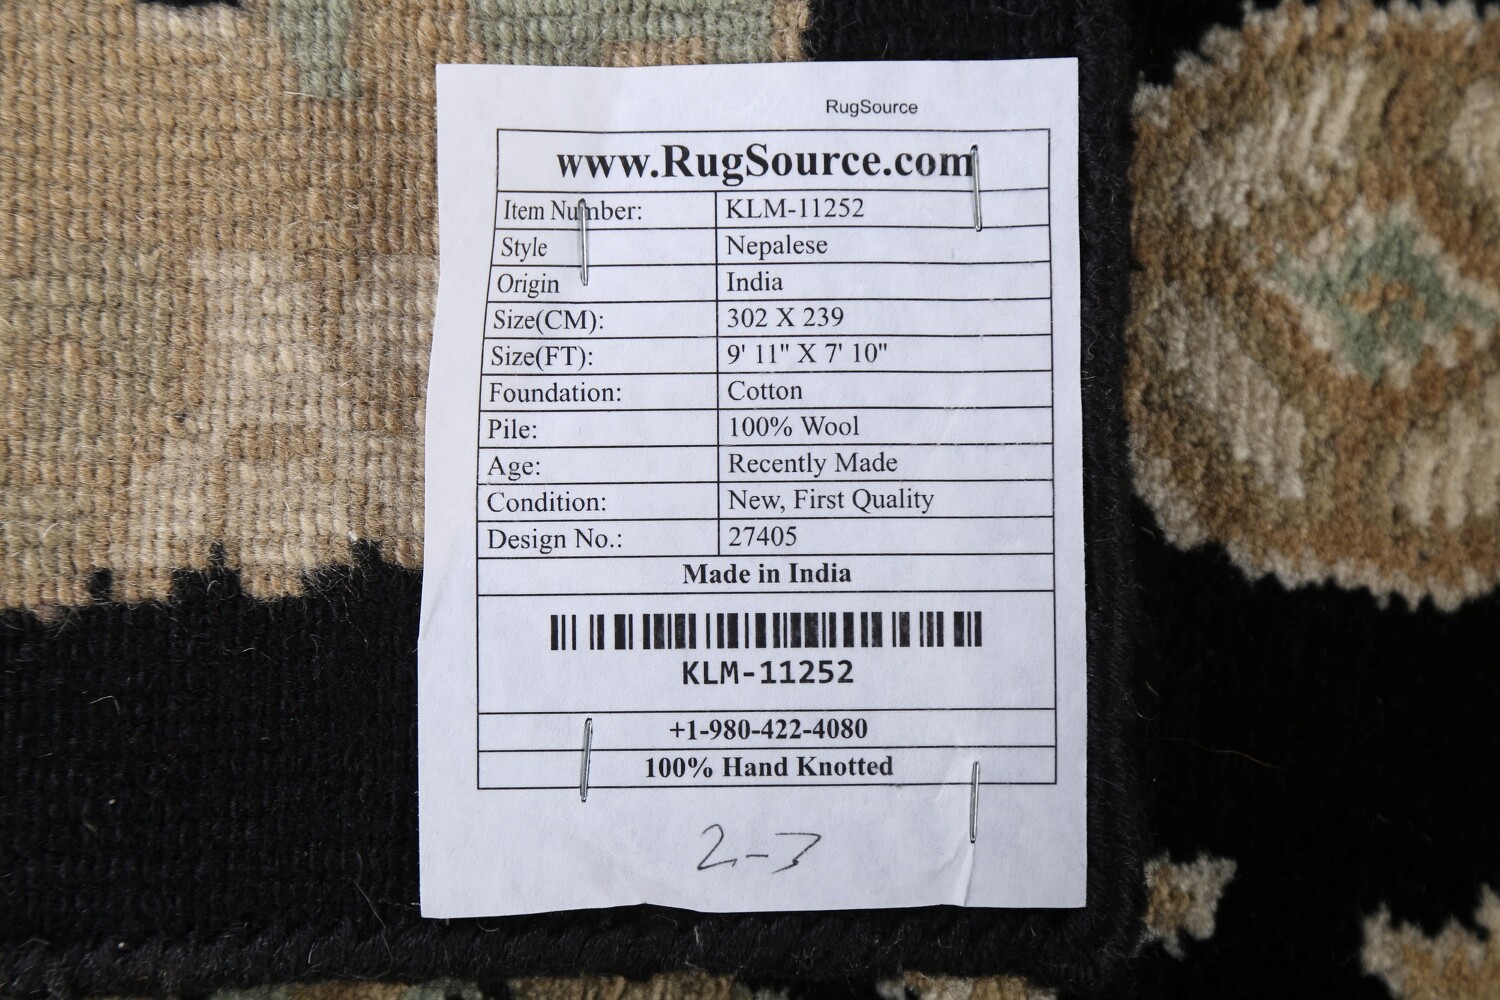 RugSource
www.RugSource.com
Item Number: KLM-11252
Style Nepalese
Origin India
Size(CM): 302 X 239
Size(FT): 9' 11" X 7' 10"
Foundation: Cotton
Pile: 100% Wool
Age: Recently Made
Condition: New, First Quality
Design No.: 27405
Made in India
KLM-11252
+1-980-422-4080
100% Hand Knotted
2-3